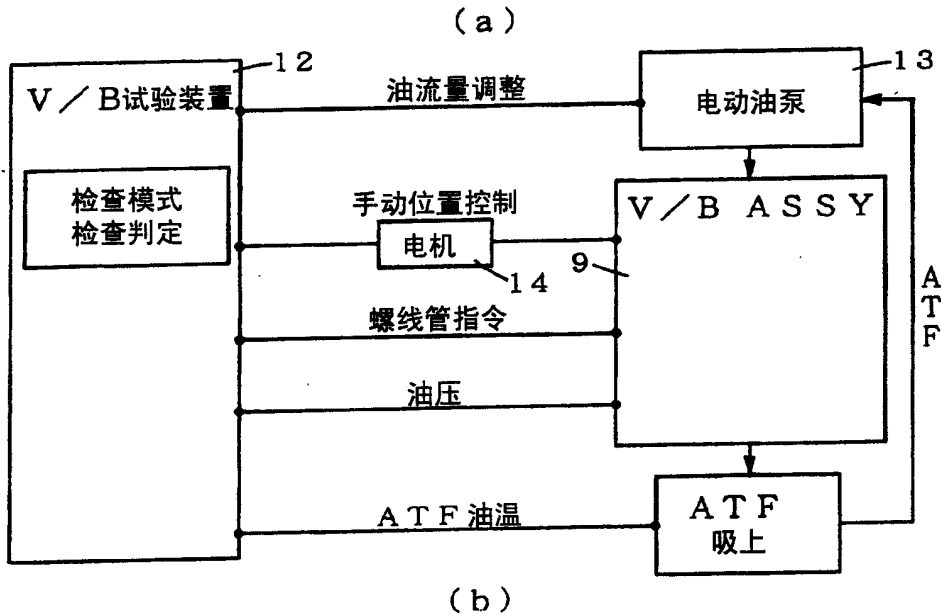 (a)
12
13
V/B试验装置
油流量调整
电动油泵
检查模式
检查判定
手动位置控制
电机
14
V/B ASSY
9
ATF
螺线管指令
油压
ATF油温
ATF
吸上
(b)